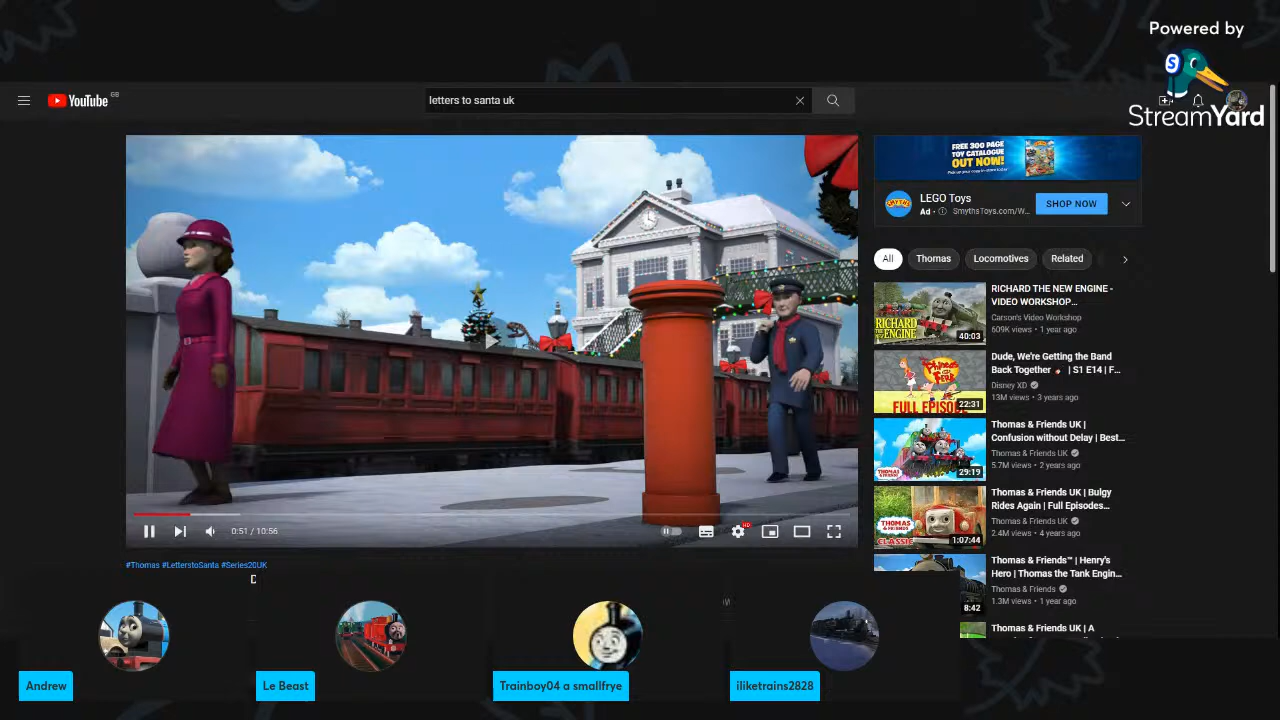 Powered by
StreamYard
YouTube GB
letters to santa uk
FREE 300 PAGE
TOY CATALOGUE
OUT NOW!
SMYTHS
LEGO Toys
Ad • SmythsToys.com/W...
SHOP NOW
All
Thomas
Locomotives
Related
RICHARD THE NEW ENGINE -
VIDEO WORKSHOP...
Carson's Video Workshop
609K views • 1 year ago
RICHARD
ENGINE
40:03
Dude, We're Getting the Band
Back Together | S1 E14 | F...
Disney XD
13M views • 3 years ago
FULL EPISODE
22:31
Thomas & Friends UK |
Confusion without Delay | Best...
Thomas & Friends UK
5.7M views • 2 years ago
29:19
Thomas & Friends UK | Bulgy
Rides Again | Full Episodes...
Thomas & Friends UK
2.4M views • 4 years ago
CLASSIC
1:07:44
Thomas & Friends™ | Henry's
Hero | Thomas the Tank Engin...
Thomas & Friends
1.3M views • 1 year ago
8:42
Thomas & Friends UK | A
0:51 / 10:56
HD
#Thomas #LetterstoSanta #Series20UK
Andrew
Le Beast
Trainboy04 a smallfrye
iliketrains2828